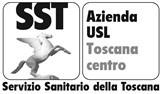 SST
Azienda
USL
Toscana
centro
Servizio Sanitario della Toscana